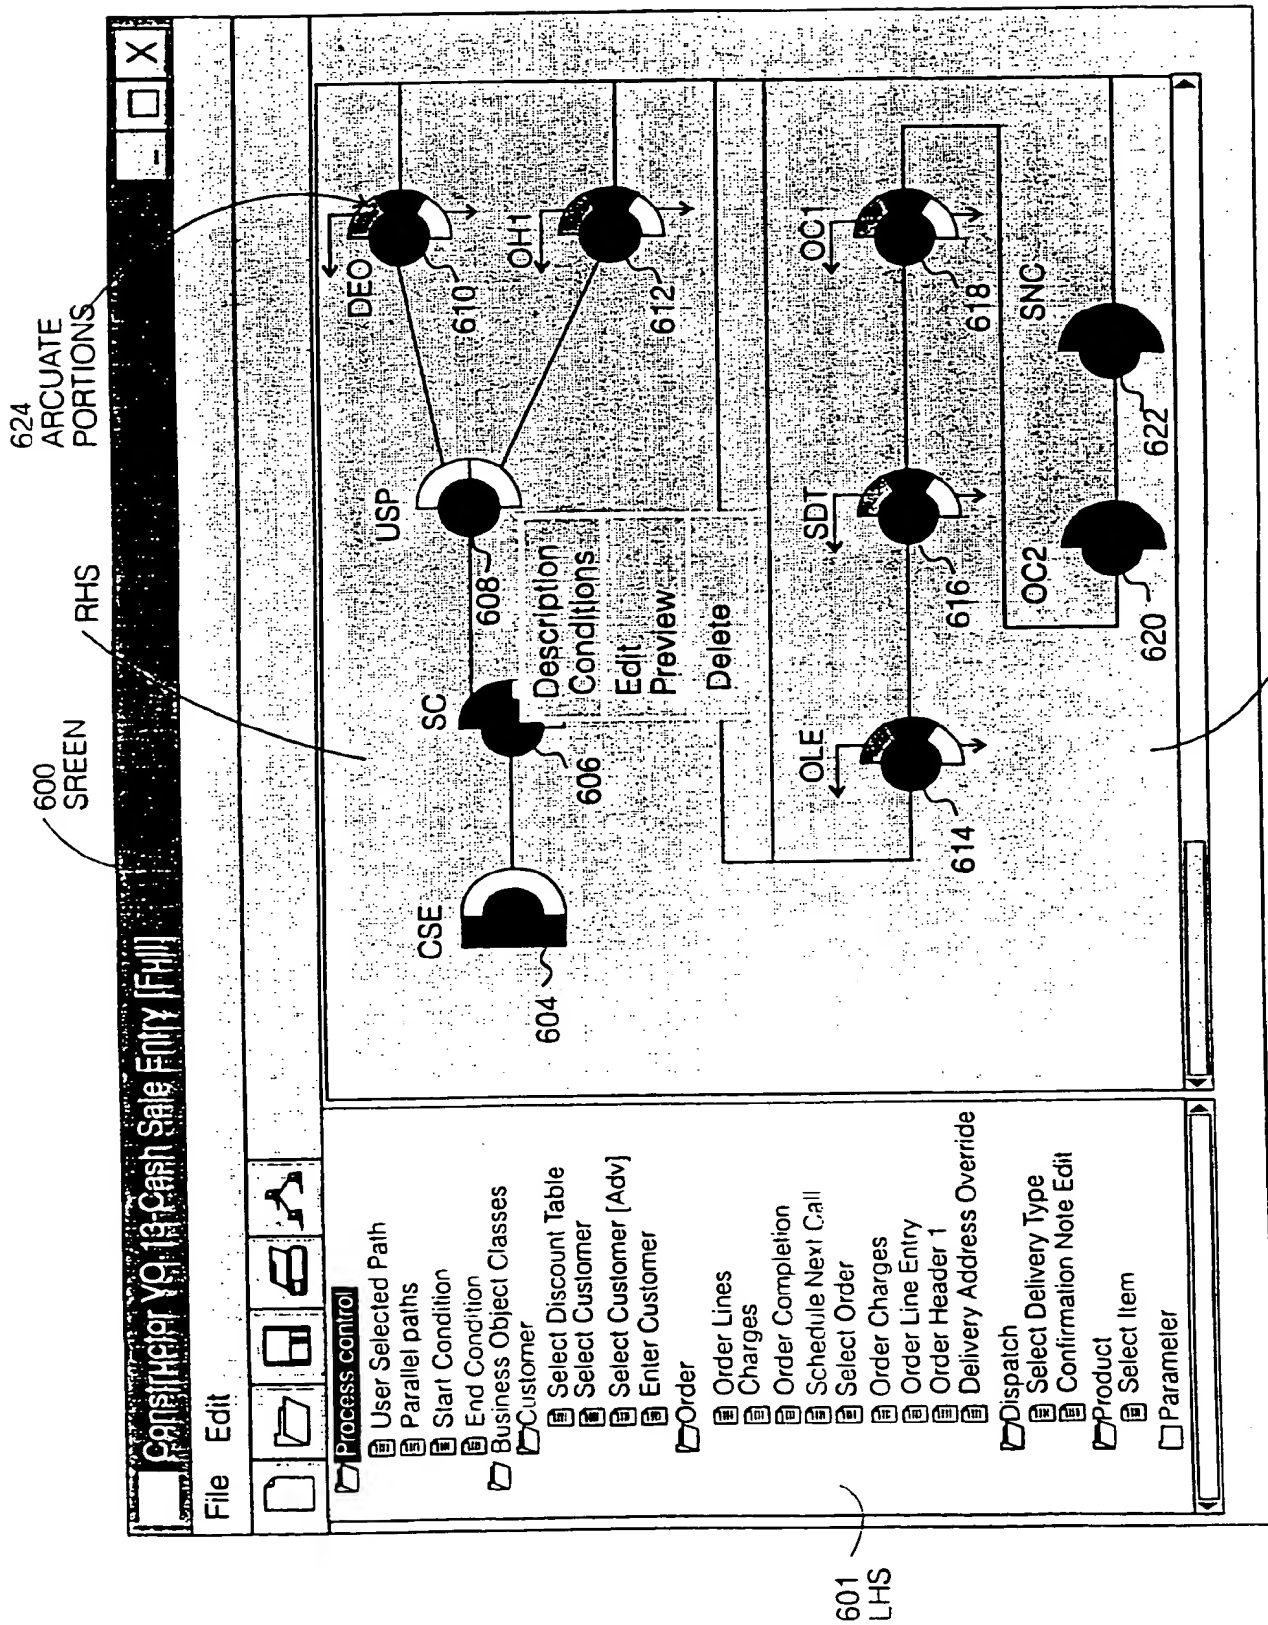 600
SREEN
RHS
624
ARCUATE
PORTIONS
Constructor V0.13-Cash Sale Entry [FHII]
File Edit
Process control
User Selected Path
Parallel paths
Start Condition
End Condition
Business Object Classes
Customer
Select Discount Table
Select Customer
Select Customer [Adv]
Enter Customer
Order
Order Lines
Charges
Order Completion
Schedule Next Call
Select Order
Order Charges
Order Line Entry
Order Header 1
Delivery Address Override
Dispatch
Select Delivery Type
Confirmation Note Edit
Product
Select Item
Parameter
601
LHS
CSE
604
SC
606
USP
608
DEO
610
OH1
612
Description
Conditions
Edit
Preview
Delete
OLE
614
SDT
616
OC1
618
OC2
620
SNC
622